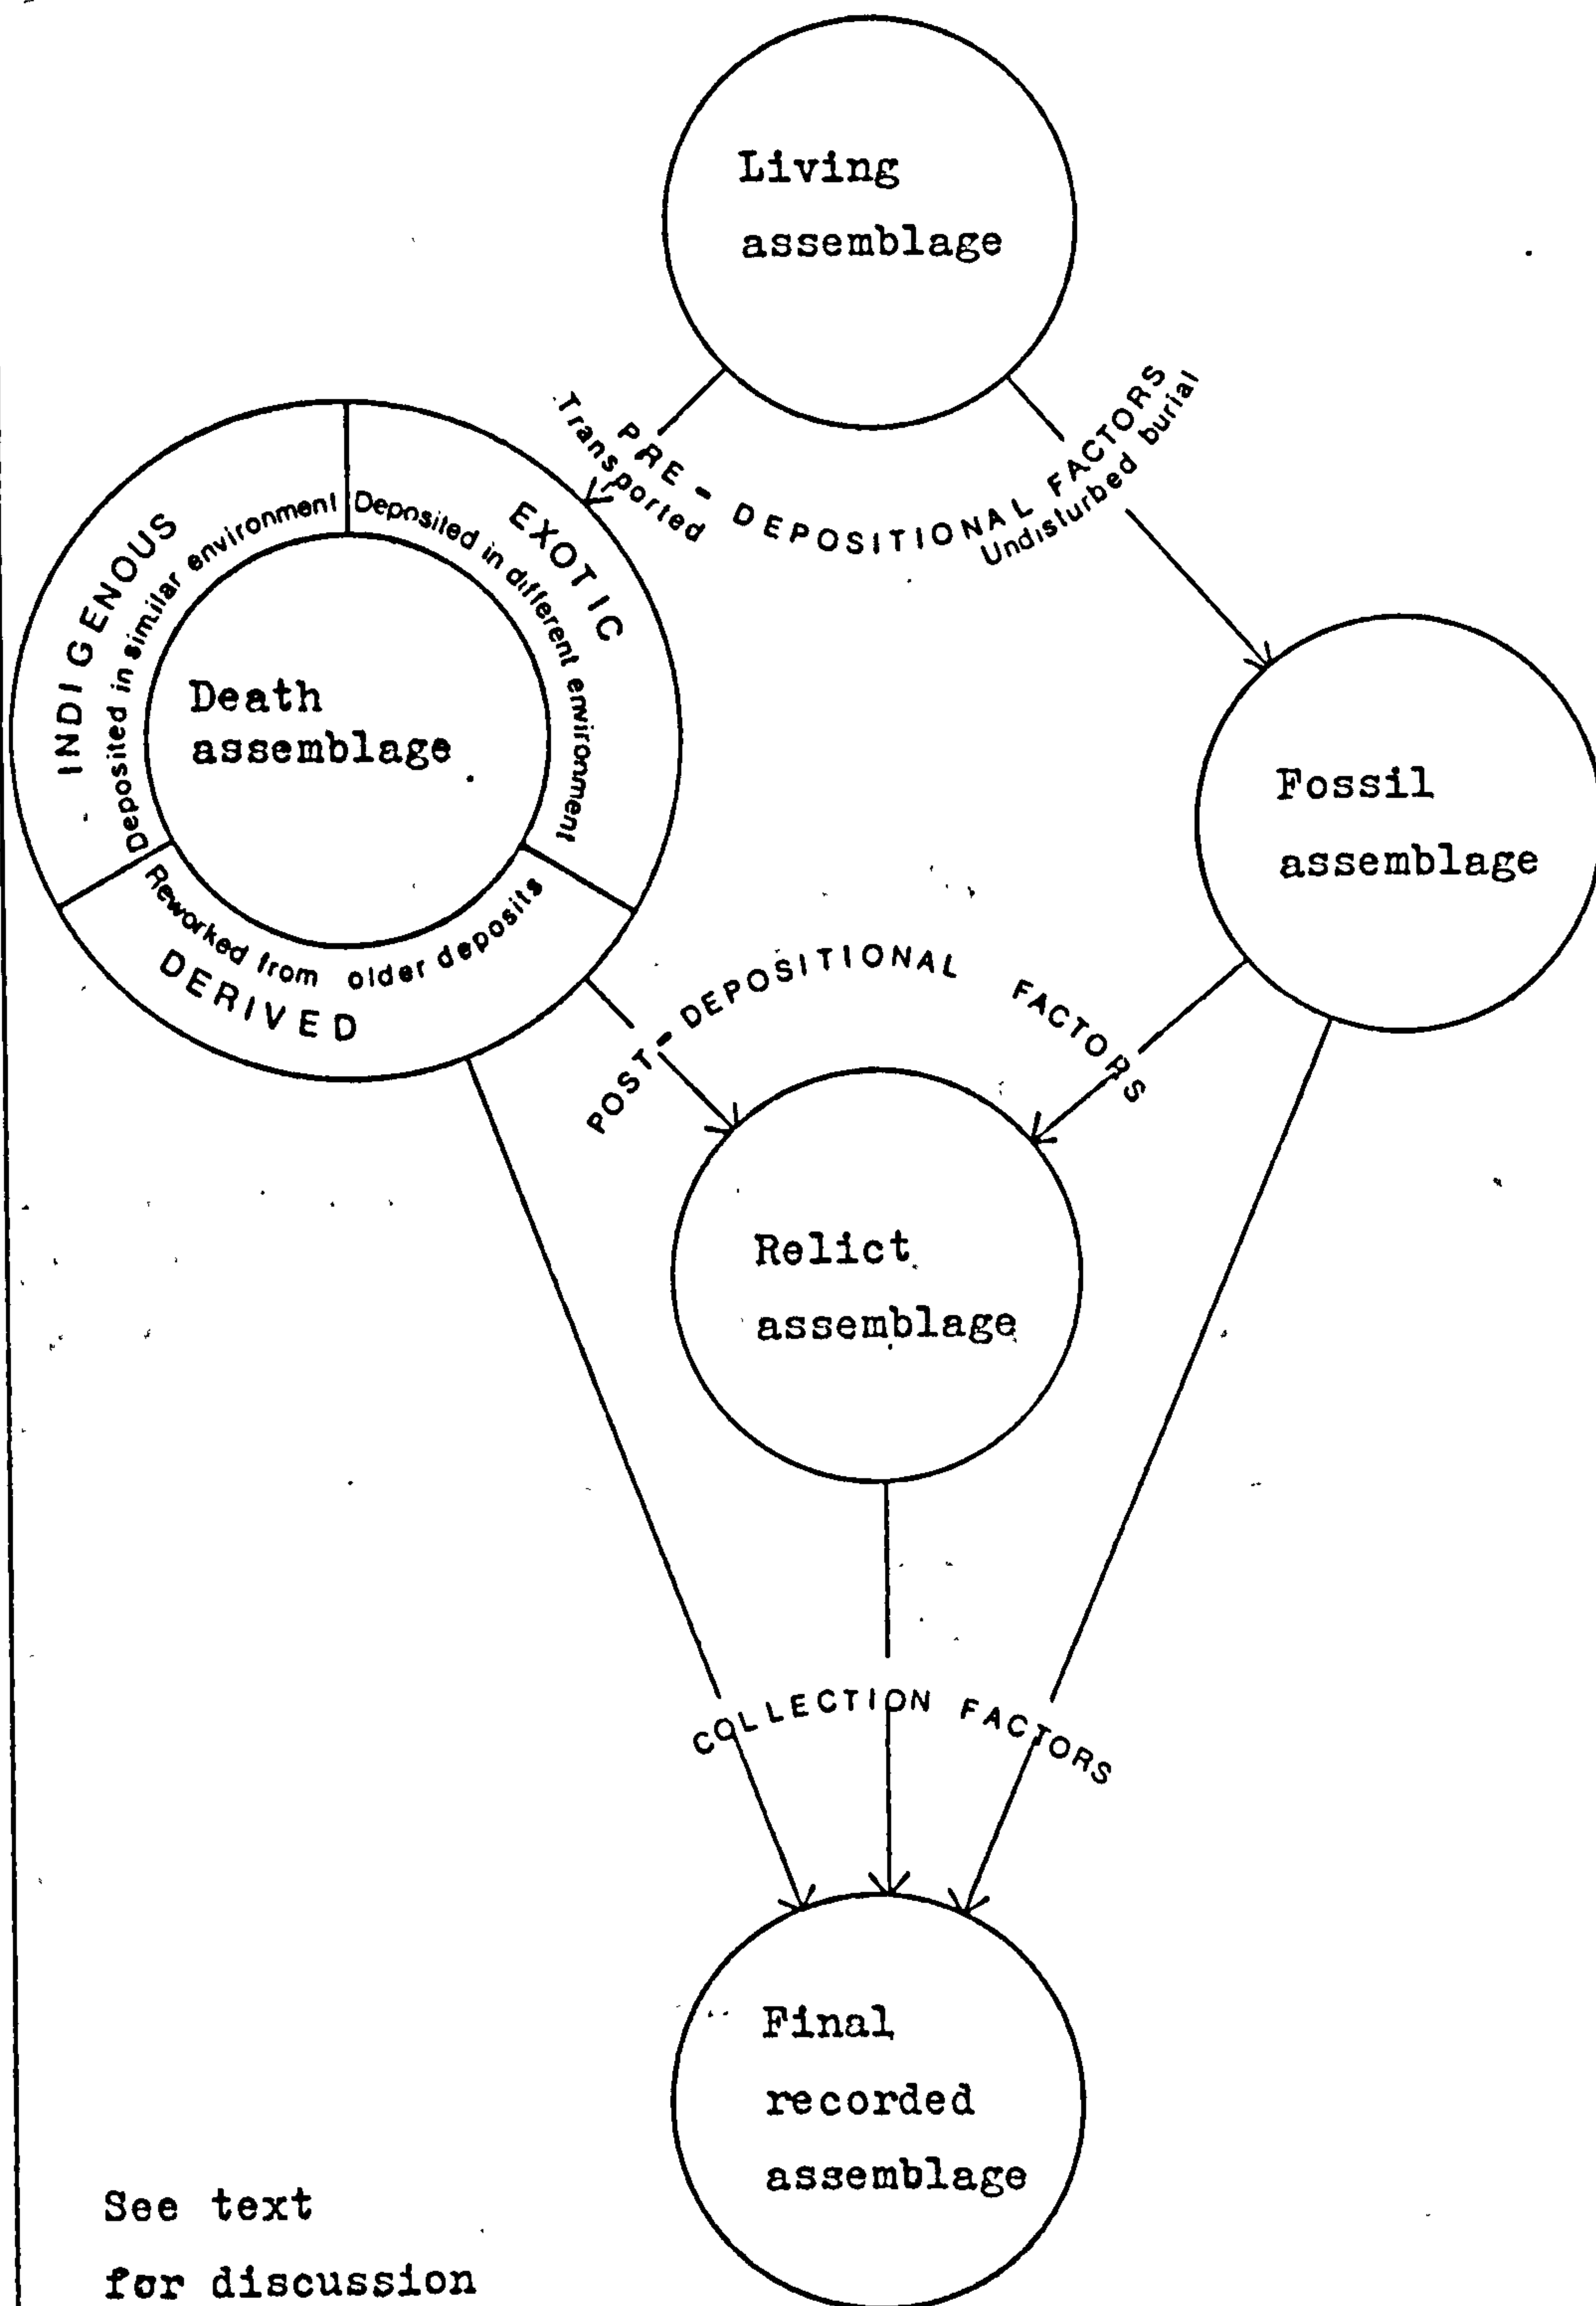 Living
assemblage
PRE - DEPOSITIONAL FACTORS
Transported
Undisturbed burial
INDIGENOUS
Deposited in similar environment
EXOTIC
Deposited in different environment
Death
assemblage
Reworked from older deposits
DERIVED
Fossil
assemblage
POST - DEPOSITIONAL FACTORS
Relict
assemblage
COLLECTION FACTORS
Final
recorded
assemblage
See text
for discussion